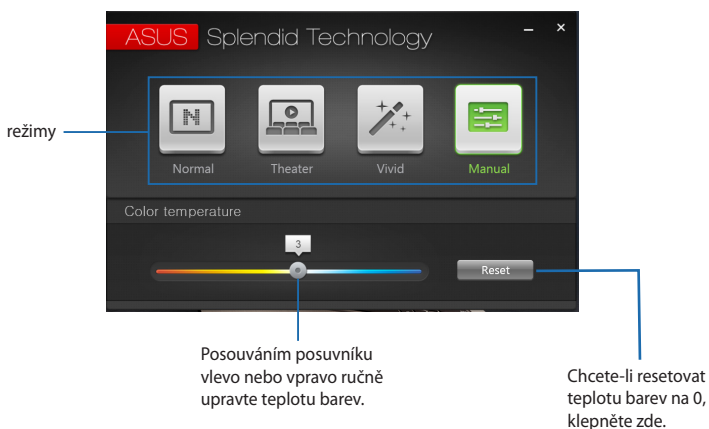 ASUS Splendid Technology
režimy
N
Normal Theater Vivid Manual
Color temperature
3
Reset
Posouváním posuvníku
vlevo nebo vpravo ručně
upravte teplotu barev.
Chcete-li resetovat
teplotu barev na 0,
klepněte zde.